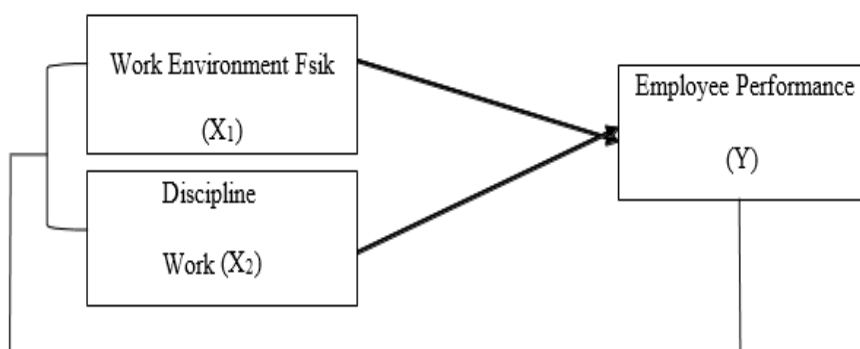 Work Environment Fsik
(X₁)
Discipline
Work (X₂)
Employee Performance
(Y)